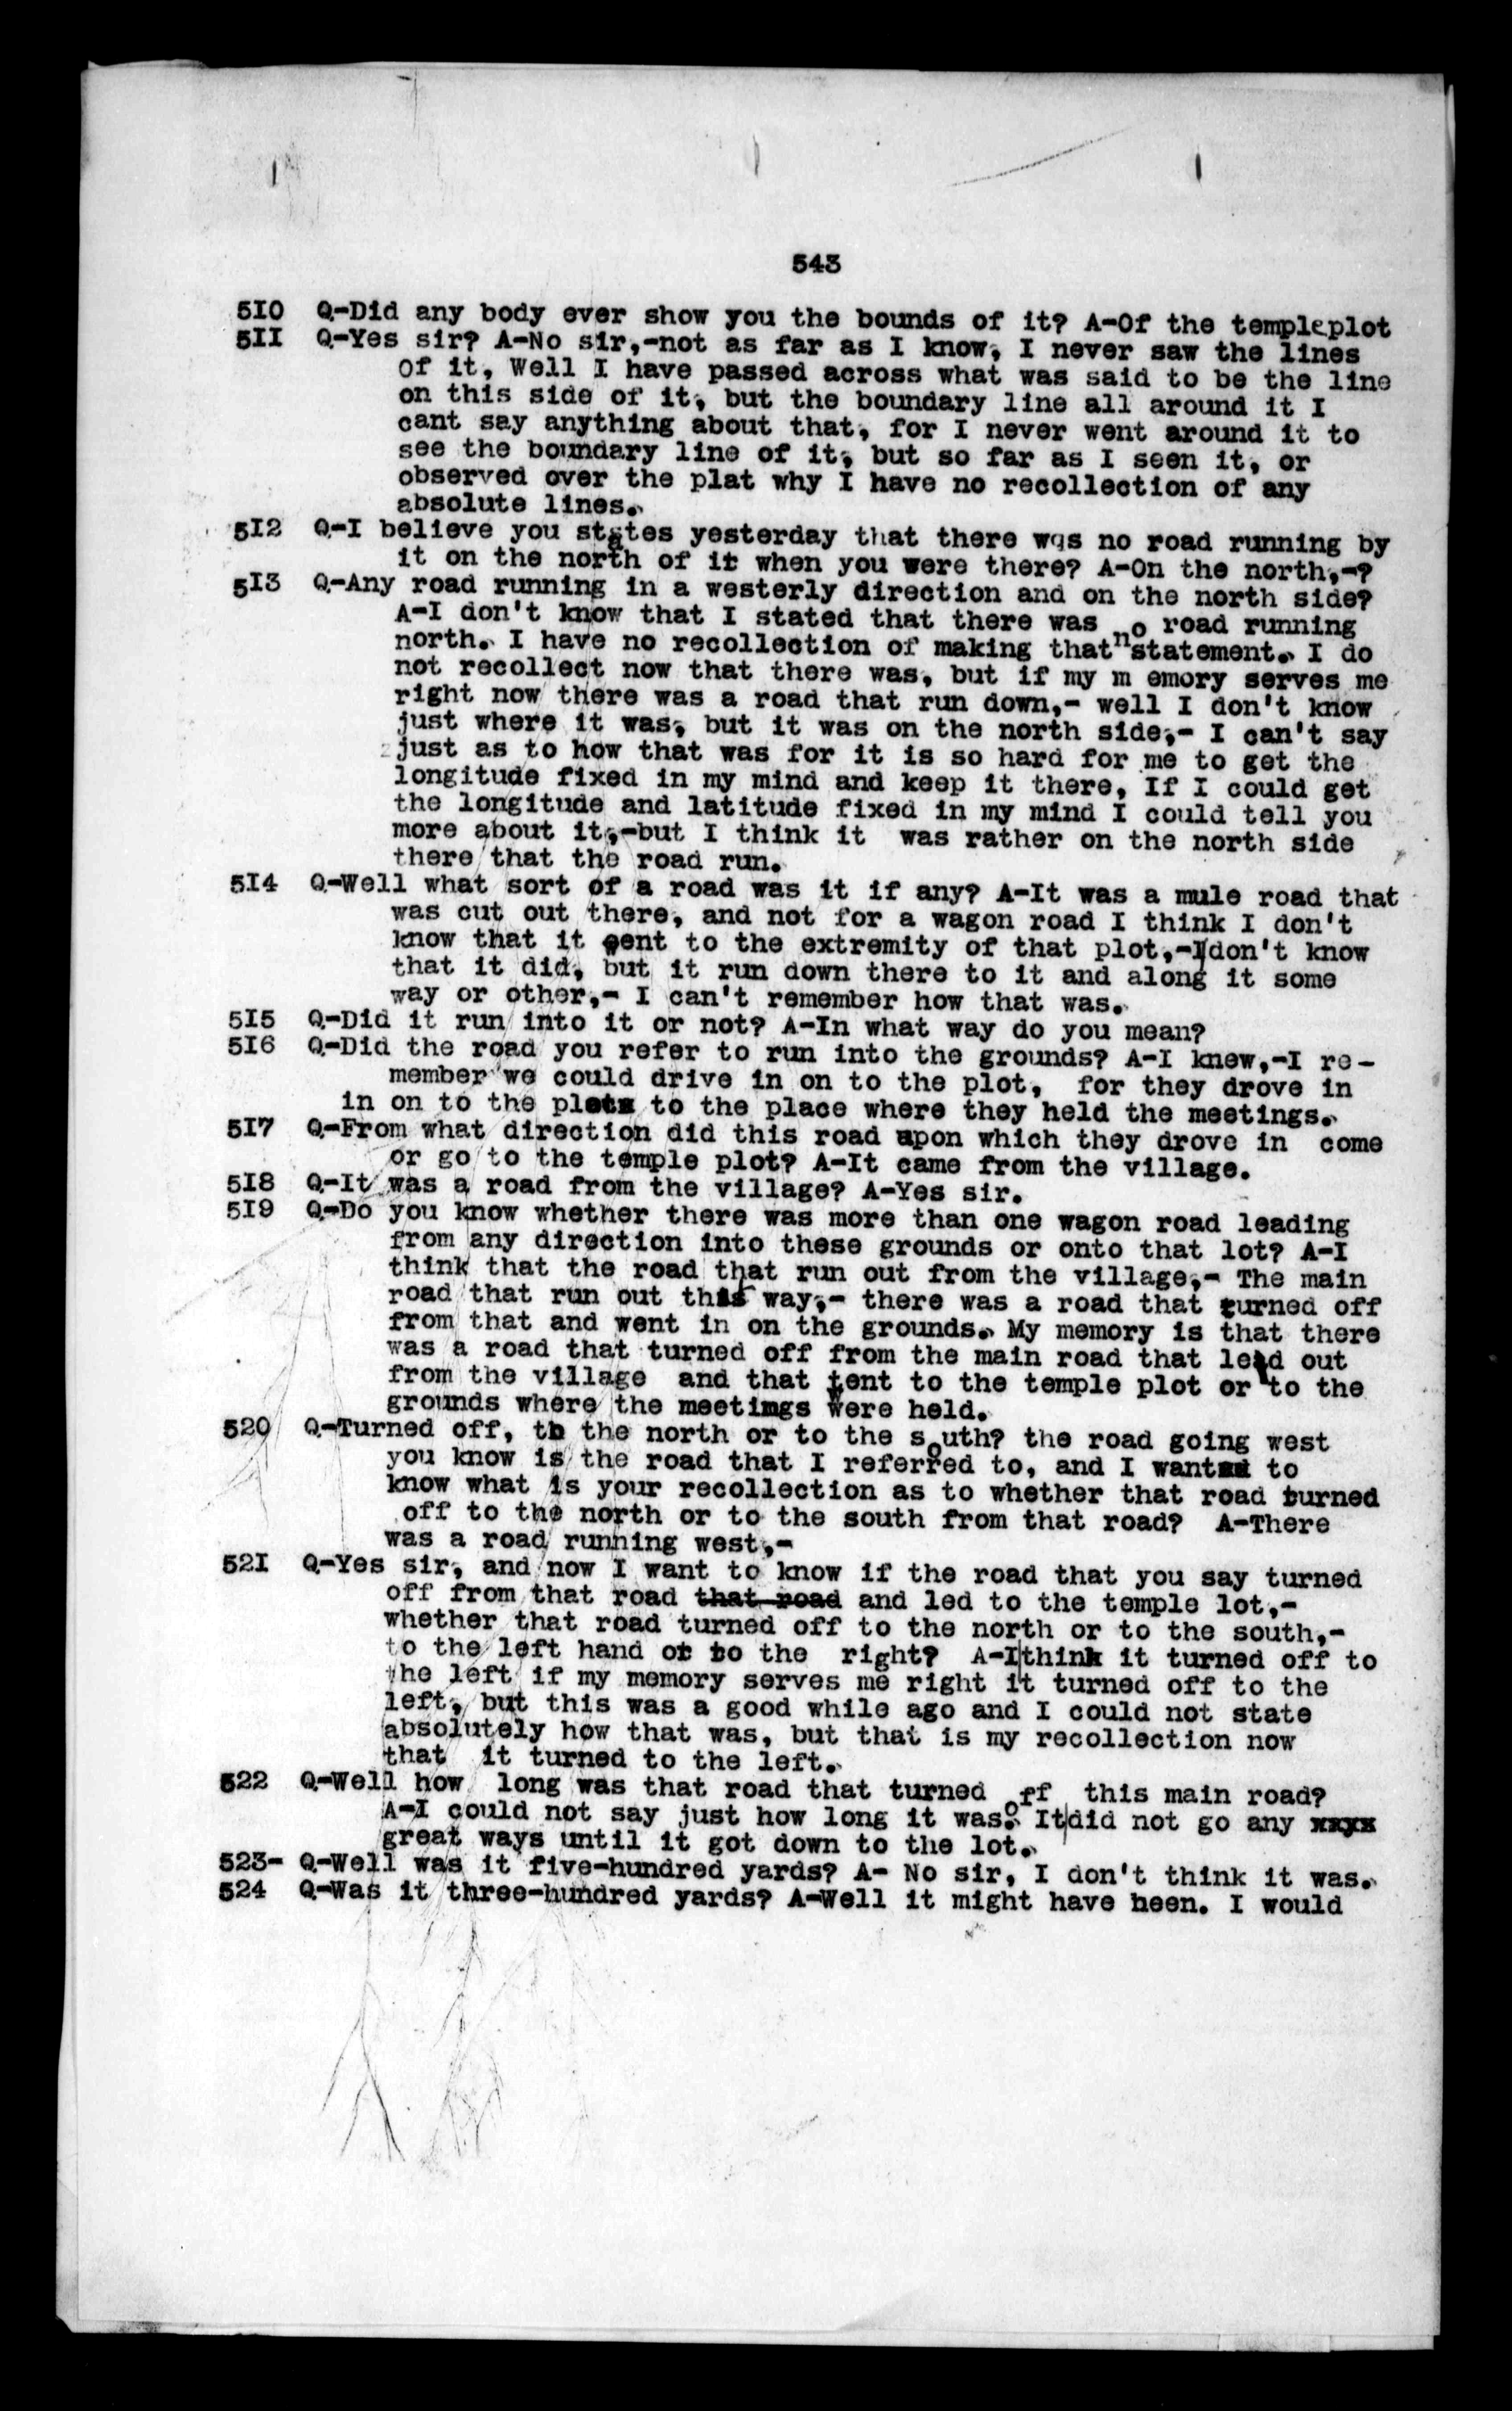 543
510 Q-Did any body ever show you the bounds of it? A-Of the temple plot
511 Q-Yes sir? A-No sir,-not as far as I know, I never saw the lines
of it, Well I have passed across what was said to be the line
on this side of it, but the boundary line all around it I
cant say anything about that, for I never went around it to
see the boundary line of it, but so far as I seen it, or
observed over the plat why I have no recollection of any
absolute lines.
512 Q-I believe you states yesterday that there was no road running by
it on the north of it when you were there? A-On the north,-?
513 Q-Any road running in a westerly direction and on the north side?
A-I don't know that I stated that there was no road running
north. I have no recollection of making that statement. I do
not recollect now that there was, but if my m emory serves me
right now there was a road that run down,- well I don't know
just where it was, but it was on the north side,- I can't say
just as to how that was for it is so hard for me to get the
longitude fixed in my mind and keep it there, If I could get
the longitude and latitude fixed in my mind I could tell you
more about it,-but I think it was rather on the north side
there that the road run.
514 Q-Well what sort of a road was it if any? A-It was a mule road that
was cut out there, and not for a wagon road I think I don't
know that it went to the extremity of that plot,-I don't know
that it did, but it run down there to it and along it some
way or other,- I can't remember how that was.
515 Q-Did it run into it or not? A-In what way do you mean?
516 Q-Did the road you refer to run into the grounds? A-I knew,-I re-
member we could drive in on to the plot, for they drove in
in on to the plot to the place where they held the meetings.
517 Q-From what direction did this road upon which they drove in come
or go to the temple plot? A-It came from the village.
518 Q-It was a road from the village? A-Yes sir.
519 Q-Do you know whether there was more than one wagon road leading
from any direction into these grounds or onto that lot? A-I
think that the road that run out from the village,- The main
road that run out this way,- there was a road that turned off
from that and went in on the grounds. My memory is that there
was a road that turned off from the main road that lead out
from the village and that went to the temple plot or to the
grounds where the meetings were held.
520 Q-Turned off, to the north or to the south? the road going west
you know is the road that I referred to, and I want to
know what is your recollection as to whether that road turned
off to the north or to the south from that road? A-There
was a road running west,-
521 Q-Yes sir, and now I want to know if the road that you say turned
off from that road that road and led to the temple lot,-
whether that road turned off to the north or to the south,-
to the left hand or to the right? A-I think it turned off to
the left if my memory serves me right it turned off to the
left, but this was a good while ago and I could not state
absolutely how that was, but that is my recollection now
that it turned to the left.
522 Q-Well how long was that road that turned off this main road?
A-I could not say just how long it was. It did not go any xxyx
great ways until it got down to the lot.
523- Q-Well was it five-hundred yards? A- No sir, I don't think it was.
524 Q-Was it three-hundred yards? A-Well it might have been. I would